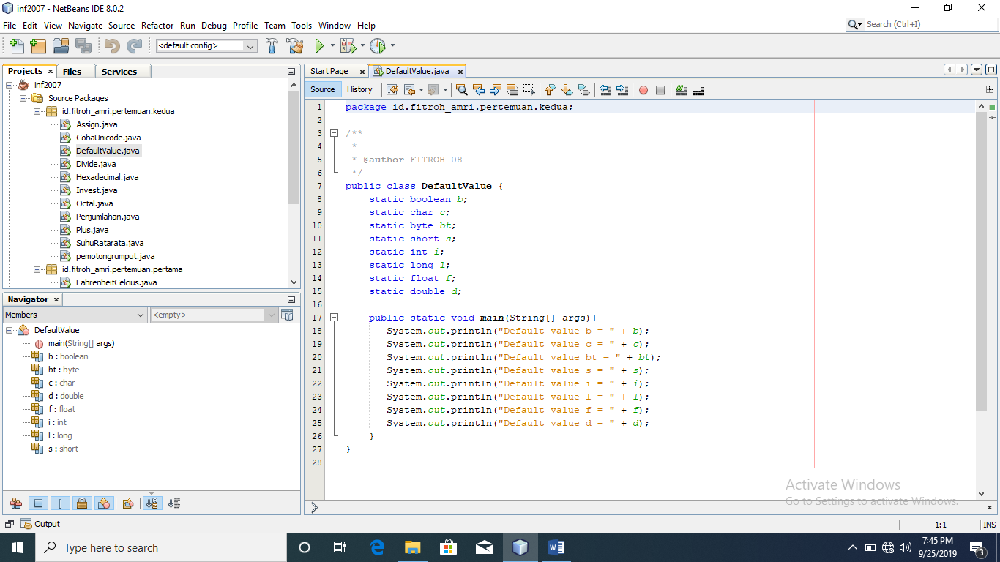 inf2007 - NetBeans IDE 8.0.2
File Edit View Navigate Source Refactor Run Debug Profile Team Tools Window Help
Search (Ctrl+I)
<default config>
Projects Files Services
inf2007
Source Packages
id.fitroh_amri.pertemuan.kedua
Assign.java
CobaUnicode.java
DefaultValue.java
Divide.java
Hexadecimal.java
Invest.java
Octal.java
Penjumlahan.java
Plus.java
SuhuRatarata.java
pemotongrumput.java
id.fitroh_amri.pertemuan.pertama
FahrenheitCelcius.java
Navigator
Members <empty>
DefaultValue
main(String[] args)
b : boolean
bt : byte
c : char
d : double
f : float
i : int
l : long
s : short
Start Page DefaultValue.java
Source History
1 package id.fitroh_amri.pertemuan.kedua;
2
3 /**
4 *
5 * @author FITROH_08
6 */
7 public class DefaultValue {
8 static boolean b;
9 static char c;
10 static byte bt;
11 static short s;
12 static int i;
13 static long l;
14 static float f;
15 static double d;
16
17 public static void main(String[] args){
18 System.out.println("Default value b = " + b);
19 System.out.println("Default value c = " + c);
20 System.out.println("Default value bt = " + bt);
21 System.out.println("Default value s = " + s);
22 System.out.println("Default value i = " + i);
23 System.out.println("Default value l = " + l);
24 System.out.println("Default value f = " + f);
25 System.out.println("Default value d = " + d);
26 }
27 }
28
Activate Windows
Go to Settings to activate Windows.
Output
1:1 INS
Type here to search
7:45 PM
9/25/2019
3